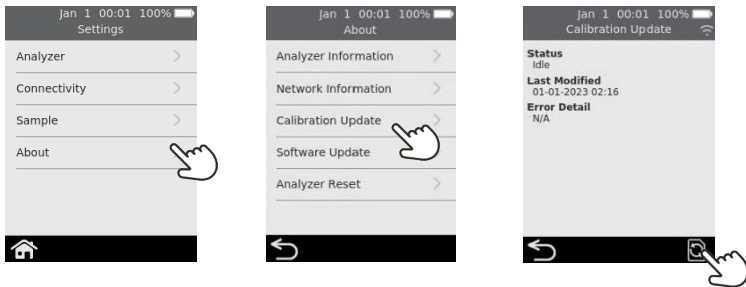 Jan 1 00:01 100%
Settings
Analyzer
Connectivity
Sample
About
Jan 1 00:01 100%
About
Analyzer Information
Network Information
Calibration Update
Software Update
Analyzer Reset
Jan 1 00:01 100%
Calibration Update
Status
Idle
Last Modified
01-01-2023 02:16
Error Detail
N/A